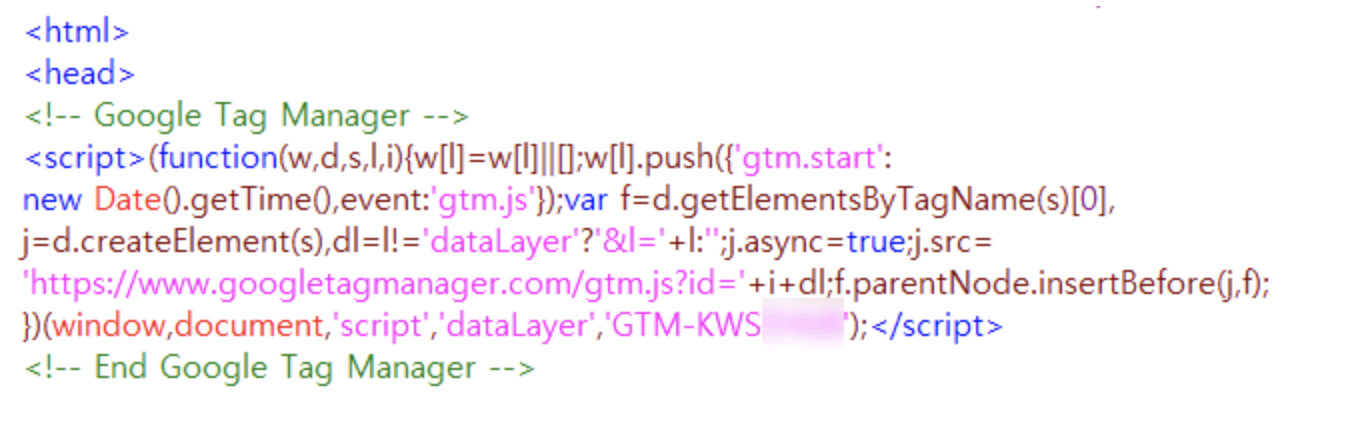 <html>
<head>
<!-- Google Tag Manager -->
<script>(function(w,d,s,l,i){w[l]=w[l]||[];w[l].push({'gtm.start':
new Date().getTime(),event:'gtm.js'});var f=d.getElementsByTagName(s)[0],
j=d.createElement(s),dl=l!='dataLayer'?'&l='+l:'';j.async=true;j.src=
'https://www.googletagmanager.com/gtm.js?id='+i+dl;f.parentNode.insertBefore(j,f);
})(window,document,'script','dataLayer','GTM-KWS');</script>
<!-- End Google Tag Manager -->